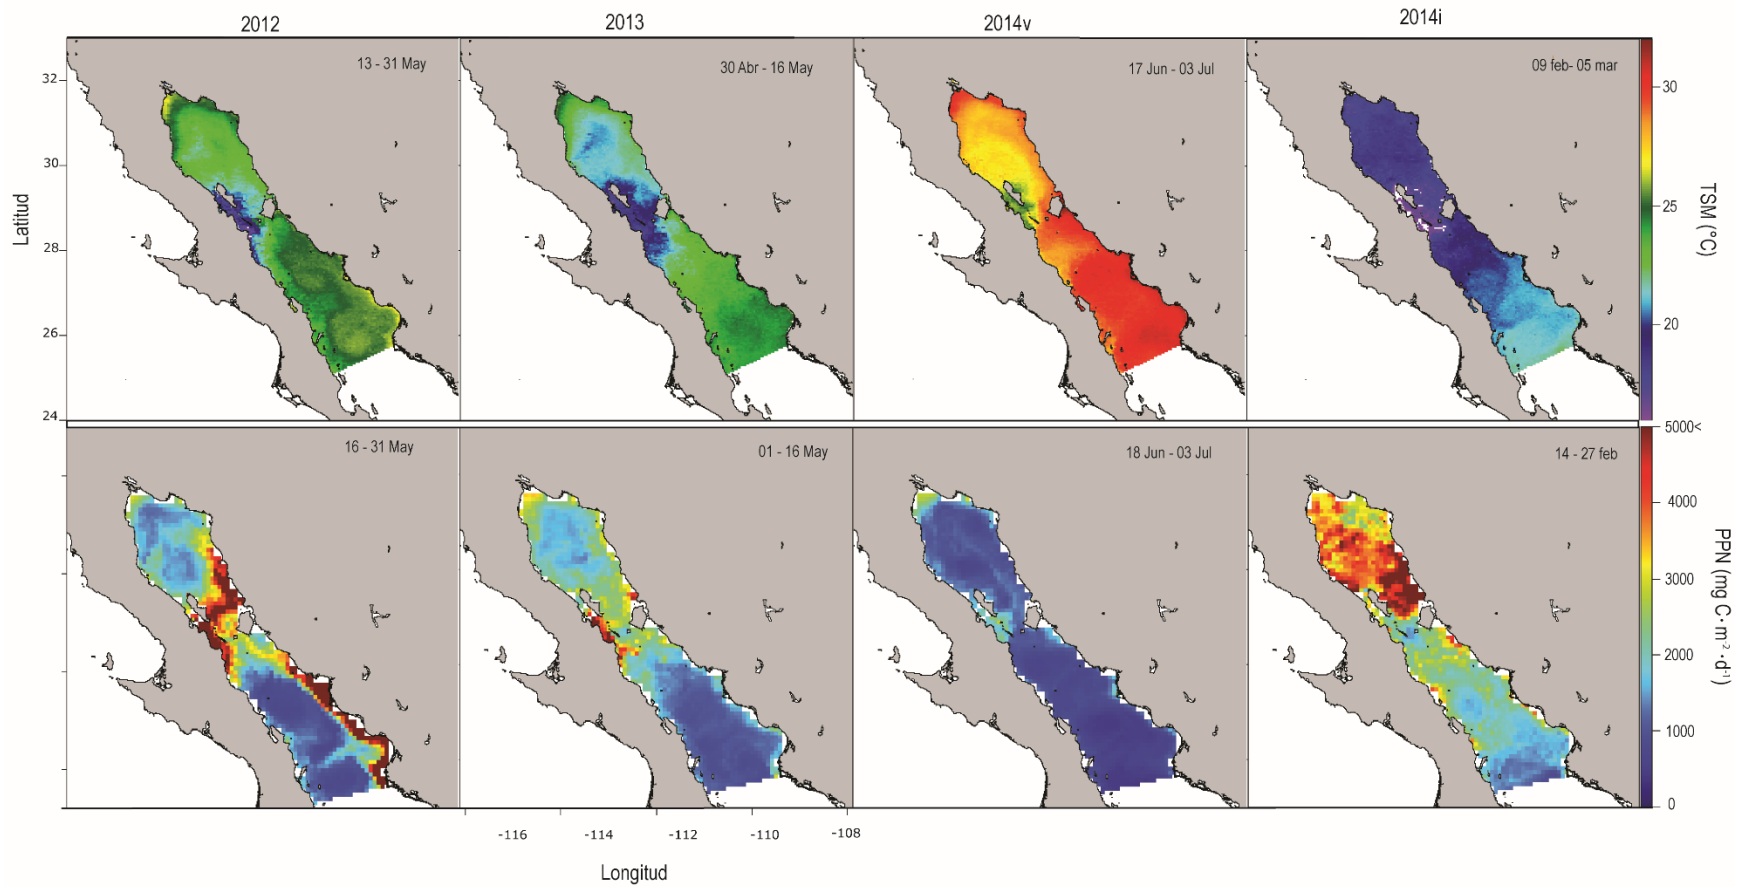 2012
2013
2014v
2014i
13 - 31 May
30 Abr - 16 May
17 Jun - 03 Jul
09 feb- 05 mar
32
30
28
26
24
Latitud
30
25
20
TSM (°C)
16 - 31 May
01 - 16 May
18 Jun - 03 Jul
14 - 27 feb
5000<
4000
3000
2000
1000
0
PPN (mg C· m⁻²·d⁻¹)
-116
-114
-112
-110
-108
Longitud